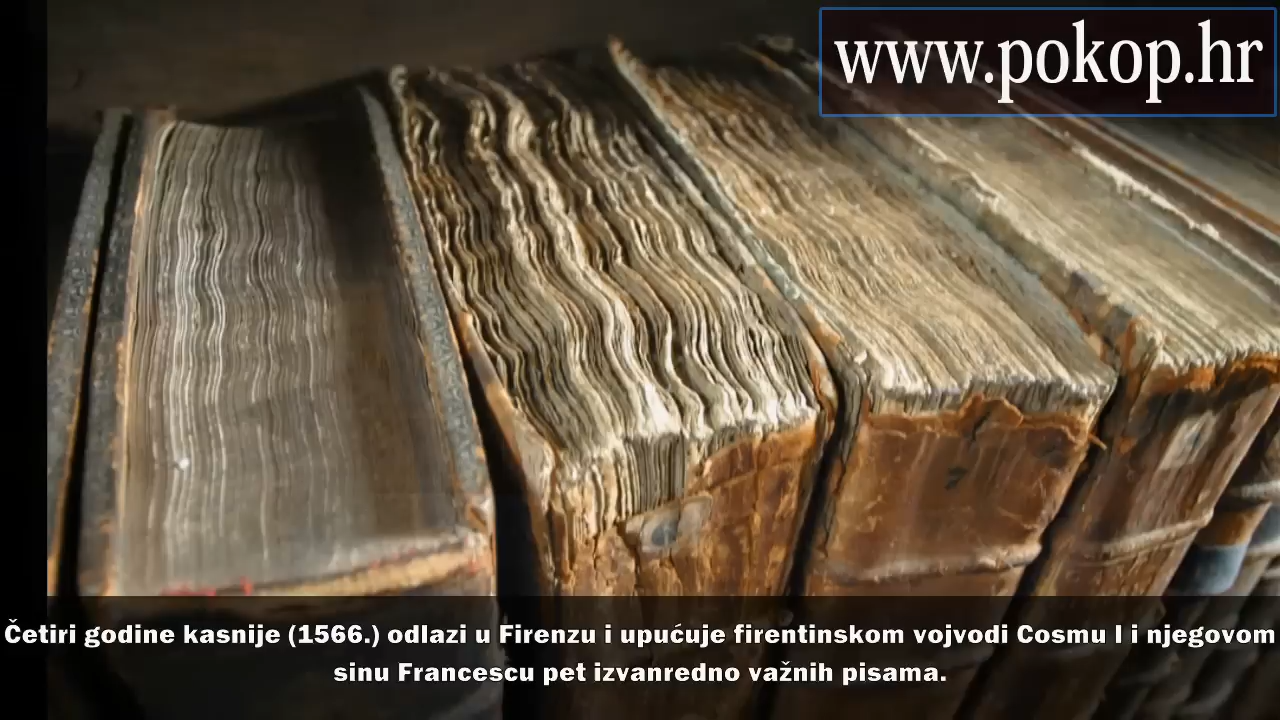 www.pokop.hr
Četiri godine kasnije (1566.) odlazi u Firenzu i upućuje firentinskom vojvodi Cosmu I i njegovom
sinu Francescu pet izvanredno važnih pisama.